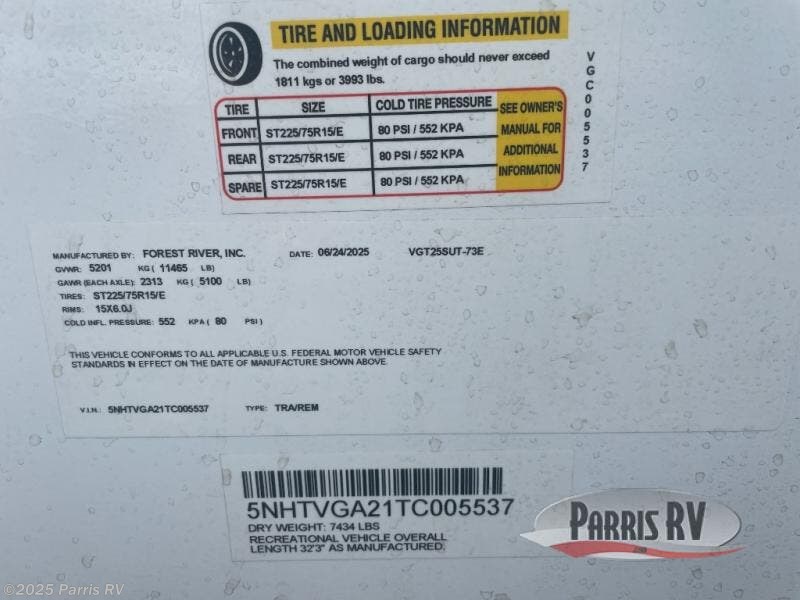 TIRE AND LOADING INFORMATION
The combined weight of cargo should never exceed
1811 kgs or 3993 lbs.
TIRE SIZE COLD TIRE PRESSURE SEE OWNER'S MANUAL FOR ADDITIONAL INFORMATION
FRONT ST225/75R15/E 80 PSI / 552 KPA
REAR ST225/75R15/E 80 PSI / 552 KPA
SPARE ST225/75R15/E 80 PSI / 552 KPA
VGC005537
MANUFACTURED BY: FOREST RIVER, INC. DATE: 06/24/2025 VGT25SUT-73E
GVWR: 5201 KG ( 11465 LB)
GAWR (EACH AXLE): 2313 KG ( 5100 LB)
TIRES: ST225/75R15/E
RIMS: 15X6.0J
COLD INFL. PRESSURE: 552 KPA ( 80 PSI )
THIS VEHICLE CONFORMS TO ALL APPLICABLE U.S. FEDERAL MOTOR VEHICLE SAFETY
STANDARDS IN EFFECT ON THE DATE OF MANUFACTURE SHOWN ABOVE.
V.I.N.: 5NHTVGA21TC005537 TYPE: TRA/REM
5NHTVGA21TC005537
DRY WEIGHT: 7434 LBS
RECREATIONAL VEHICLE OVERALL
LENGTH 32'3" AS MANUFACTURED.
PARRIS RV
©2025 Parris RV